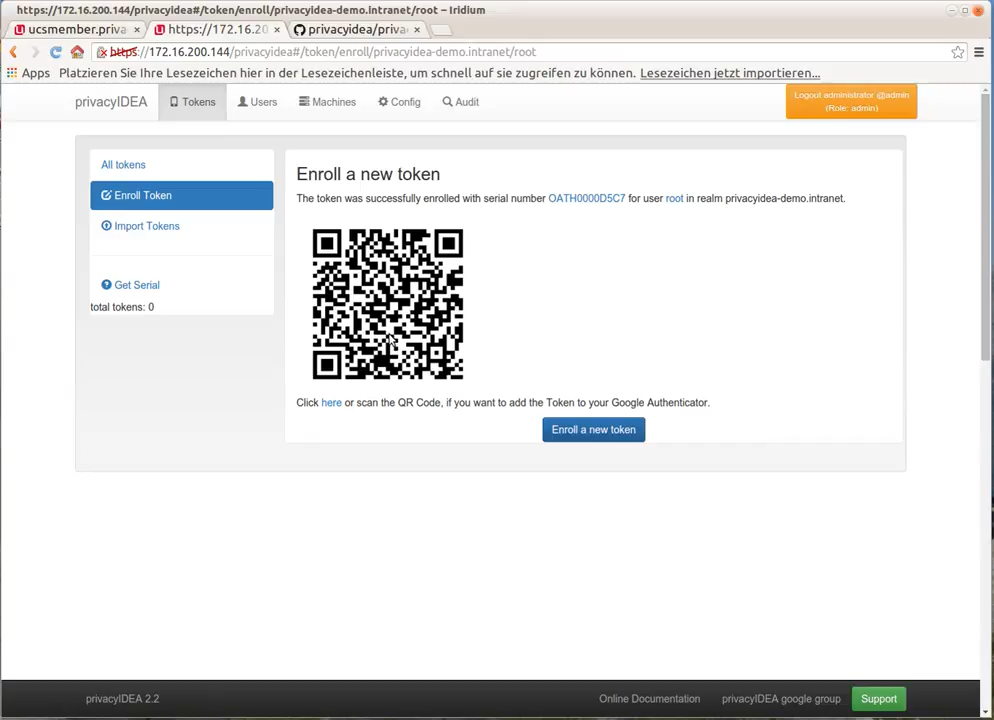 https://172.16.200.144/privacyidea#/token/enroll/privacyidea-demo.intranet/root – Iridium
ucsmember.priva
https://172.16.20
privacyidea/priva
https://172.16.200.144/privacyidea#/token/enroll/privacyidea-demo.intranet/root
Apps Platzieren Sie Ihre Lesezeichen hier in der Lesezeichenleiste, um schnell auf sie zugreifen zu können. Lesezeichen jetzt importieren...
privacyIDEA Tokens Users Machines Config Audit
Logout administrator @admin
(Role: admin)
All tokens
Enroll Token
Import Tokens
Get Serial
total tokens: 0
Enroll a new token
The token was successfully enrolled with serial number OATH0000D5C7 for user root in realm privacyidea-demo.intranet.
Click here or scan the QR Code, if you want to add the Token to your Google Authenticator.
Enroll a new token
privacyIDEA 2.2 Online Documentation privacyIDEA google group Support